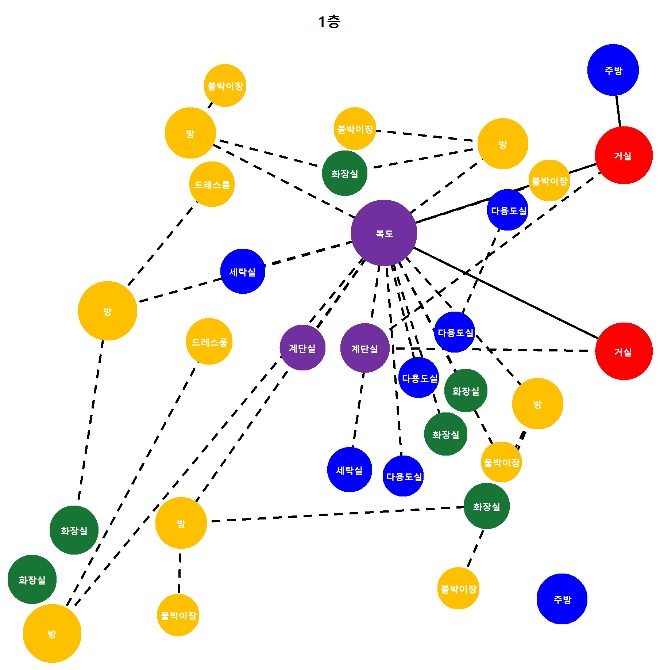 1층
주방
붙박이장
붙박이장
방
방
거실
화장실
붙박이장
드레스룸
다용도실
복도
세탁실
방
다용도실
드레스룸
계단실
계단실
거실
다용도실
화장실
방
화장실
붙박이장
세탁실
다용도실
화장실
방
화장실
화장실
붙박이장
주방
붙박이장
방